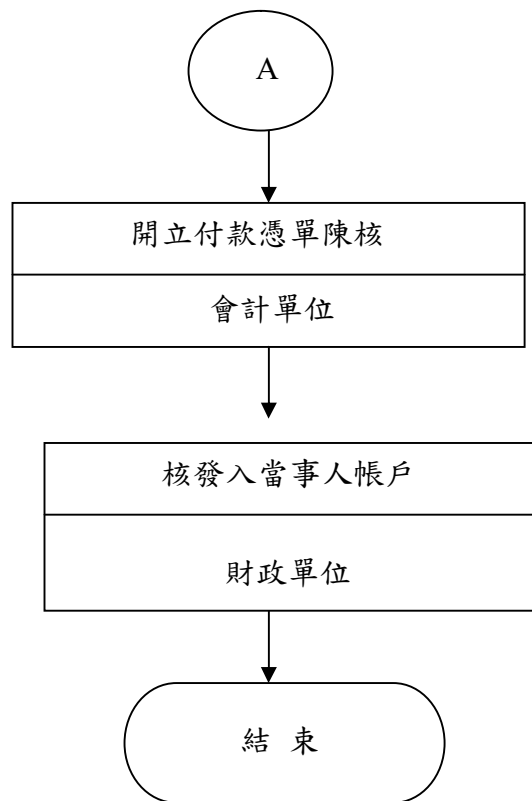 A
開立付款憑單陳核
會計單位
核發入當事人帳戶
財政單位
結 束